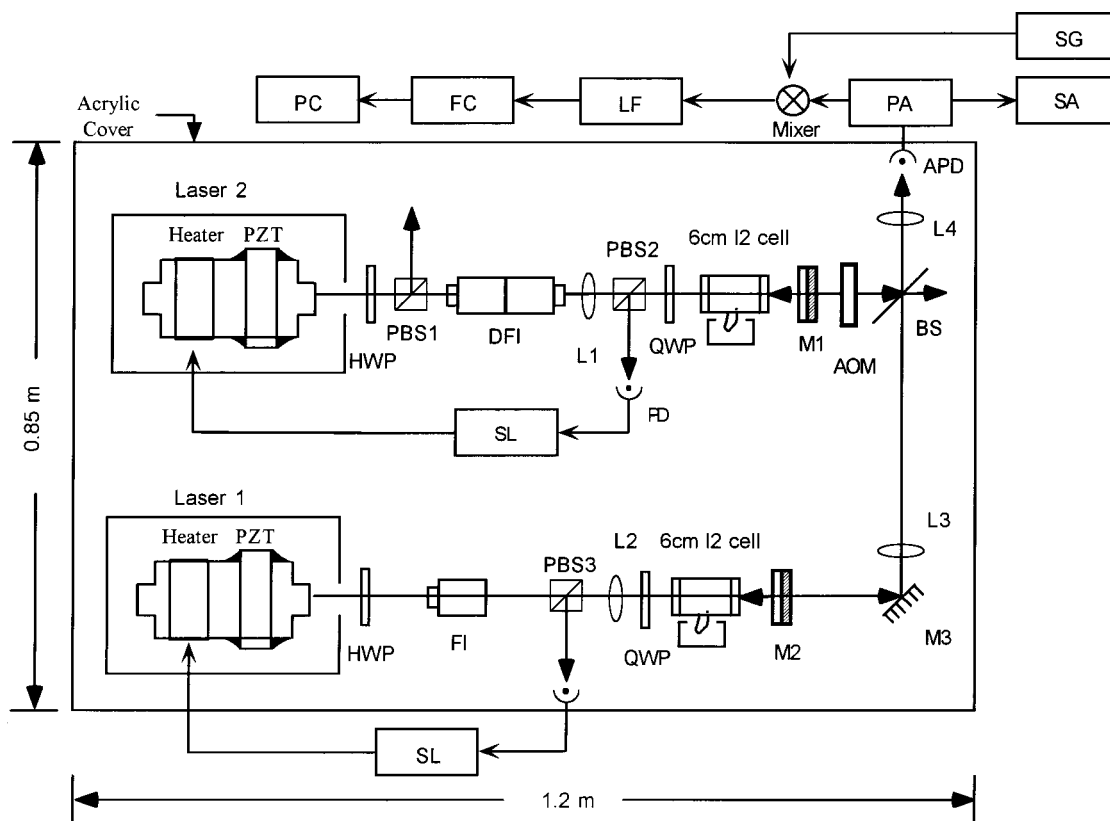 SG
PC
FC
LF
Mixer
PA
SA
Acrylic
Cover
APD
Laser 2
Heater
PZT
L4
PBS2
6cm I2 cell
HWP
PBS1
DFI
L1
QWP
M1
AOM
BS
PD
SL
0.85 m
Laser 1
Heater
PZT
L3
L2
6cm I2 cell
PBS3
HWP
FI
QWP
M2
M3
SL
1.2 m